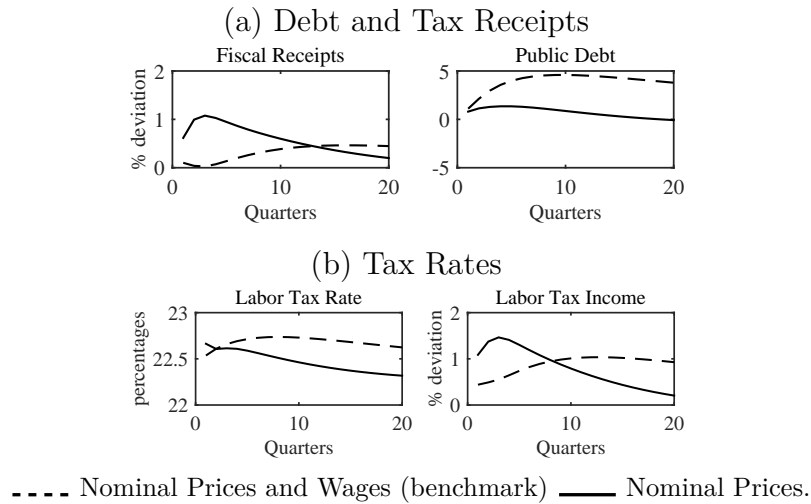 (a) Debt and Tax Receipts
Fiscal Receipts
Public Debt
% deviation
2
1
0
0
10
20
Quarters
5
0
-5
0
10
20
Quarters
(b) Tax Rates
Labor Tax Rate
Labor Tax Income
percentages
23
22.5
22
0
10
20
Quarters
% deviation
2
1
0
0
10
20
Quarters
Nominal Prices and Wages (benchmark) Nominal Prices.